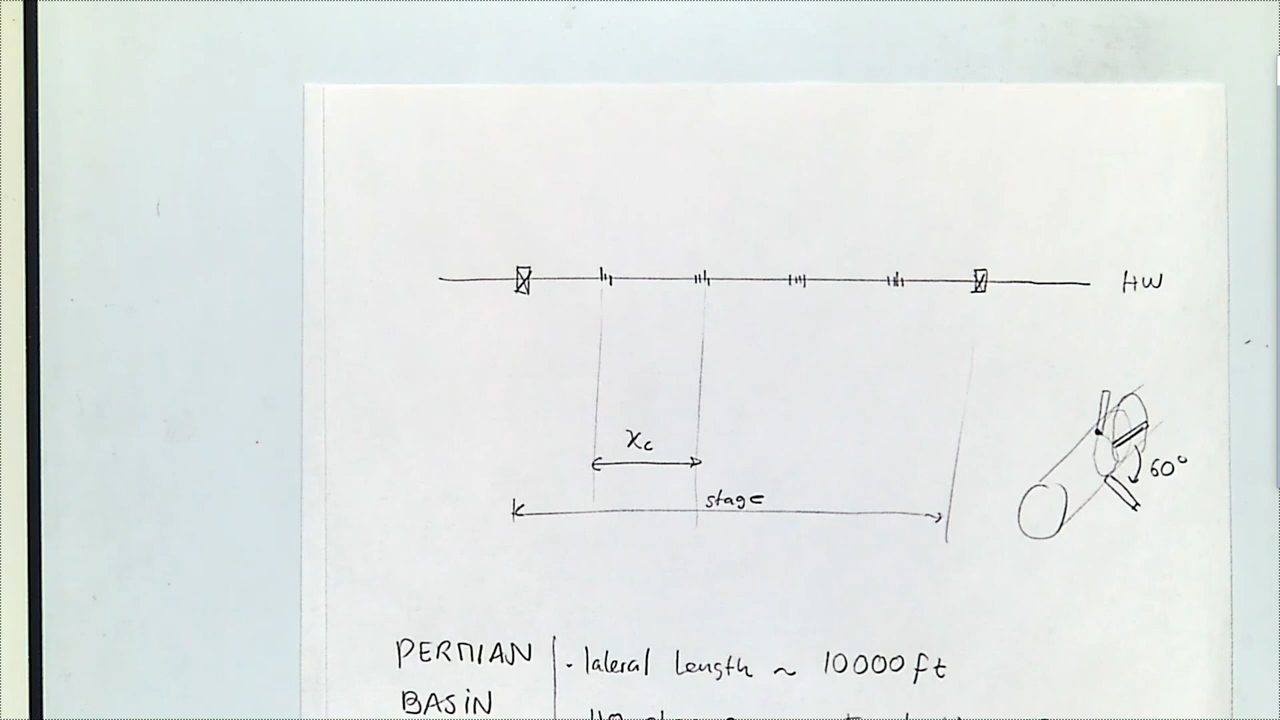 HW
60°
Xc
stage
PERMIAN
BASIN
. lateral Length ~ 10000 ft